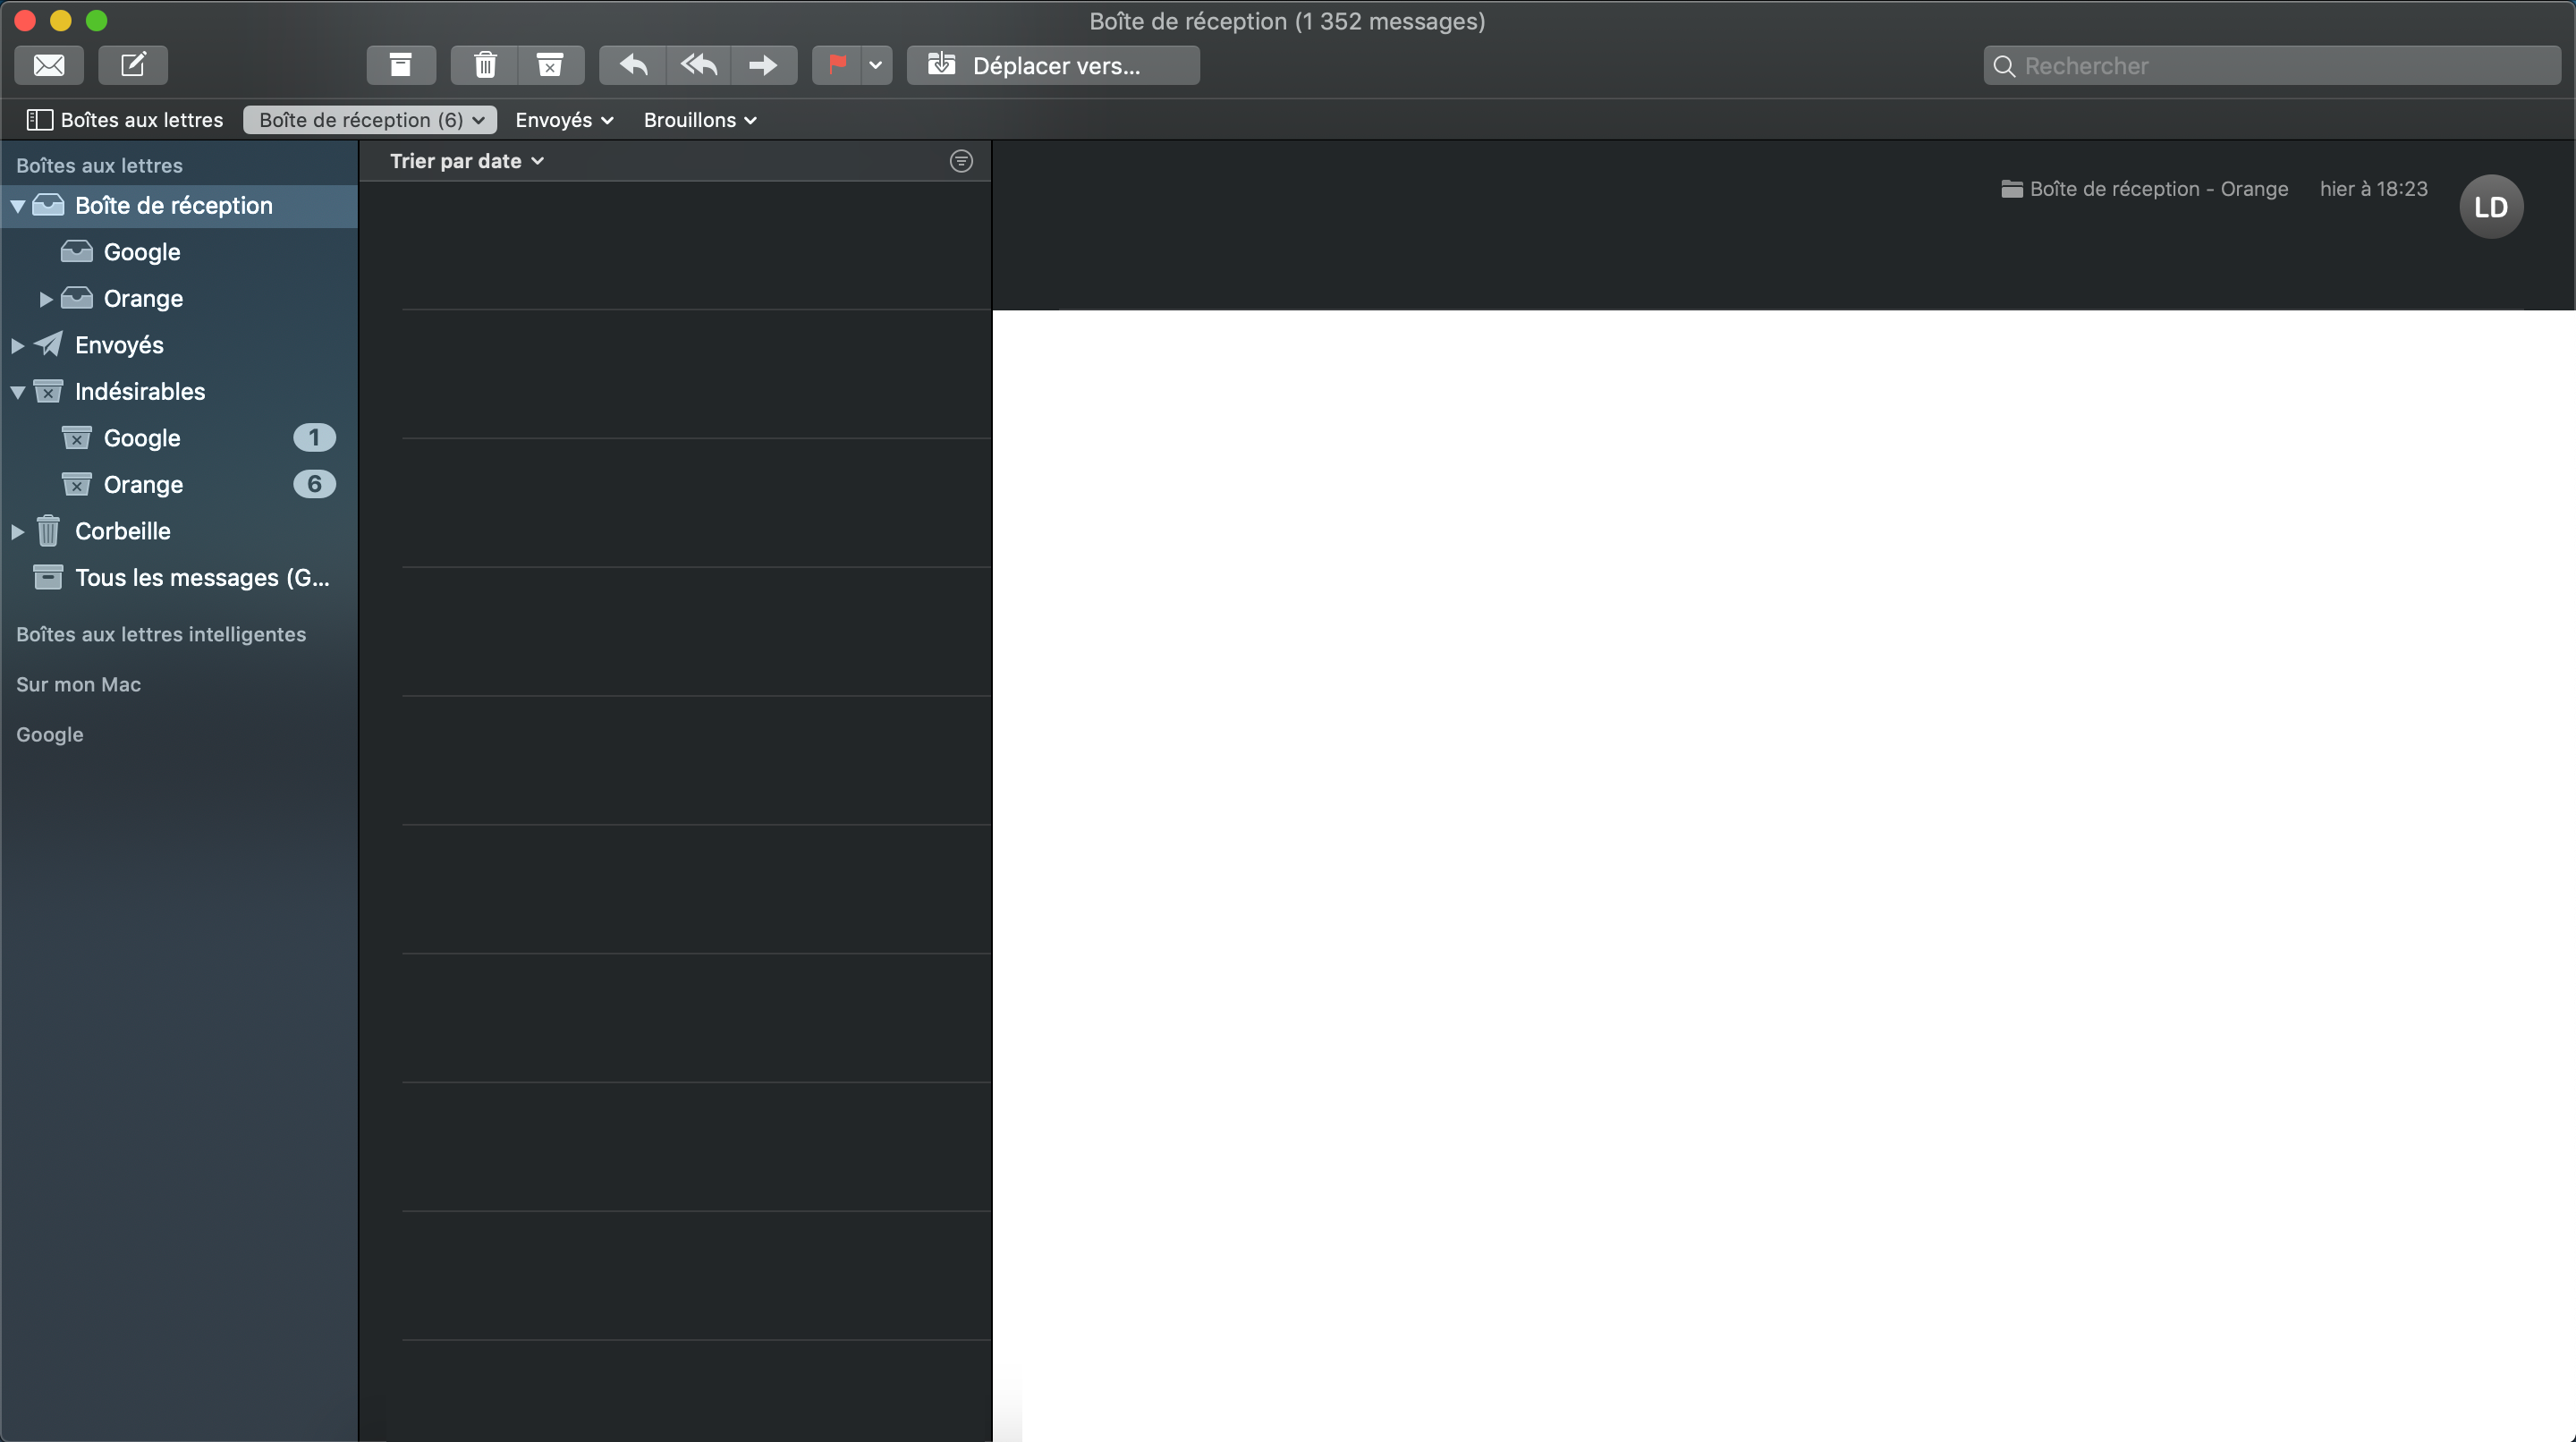 Boîte de réception (1 352 messages)
Déplacer vers...
Rechercher
Boîtes aux lettres
Boîte de réception (6)
Envoyés
Brouillons
Boîtes aux lettres
Boîte de réception
Google
Orange
Envoyés
Indésirables
Google 1
Orange 6
Corbeille
Tous les messages (G...
Boîtes aux lettres intelligentes
Sur mon Mac
Google
Trier par date
Boîte de réception - Orange hier à 18:23
LD